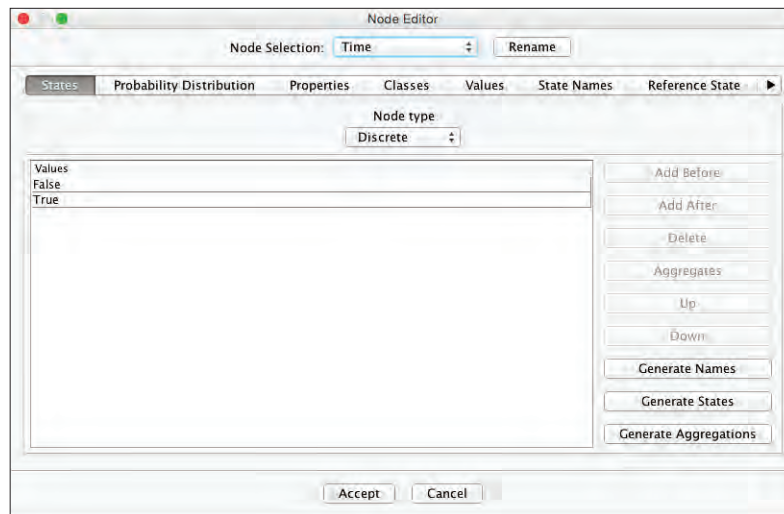 Node Editor
Node Selection: Time Rename
States Probability Distribution Properties Classes Values State Names Reference State
Node type
Discrete
Values
False
True
Add Before
Add After
Delete
Aggregates
Up
Down
Generate Names
Generate States
Generate Aggregations
Accept Cancel